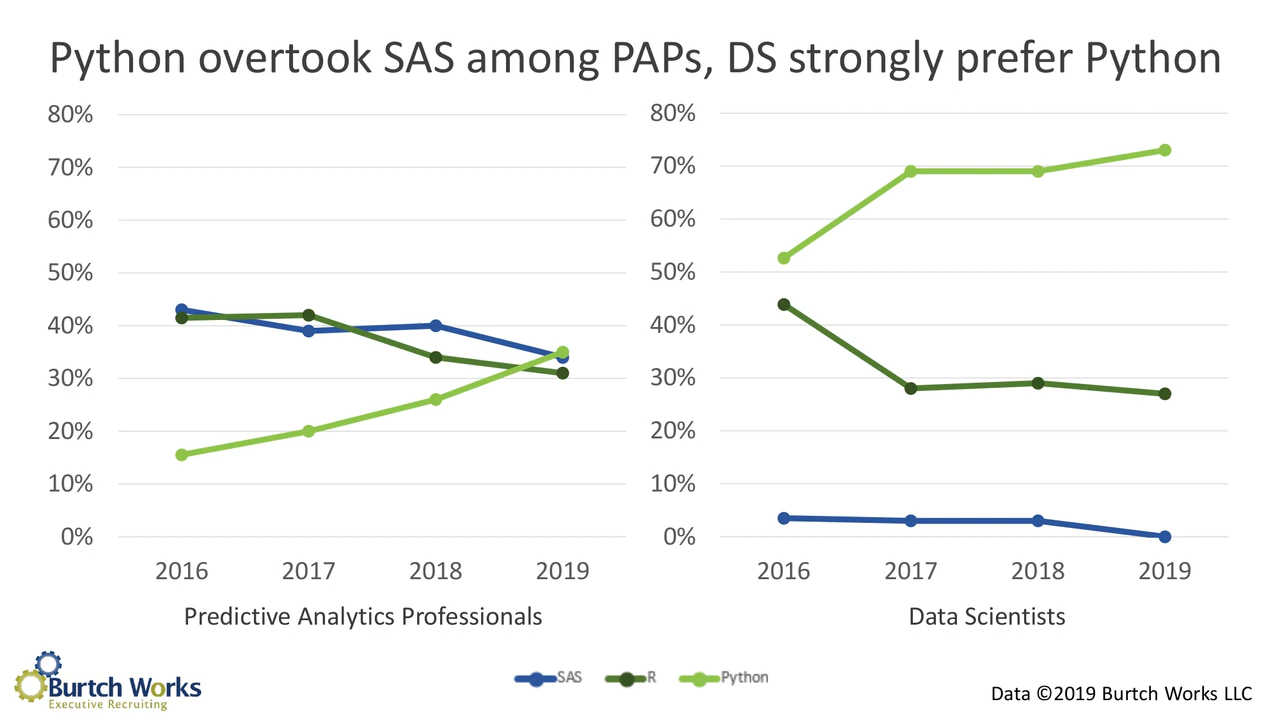 Python overtook SAS among PAPs, DS strongly prefer Python
80%
70%
60%
50%
40%
30%
20%
10%
0%
2016 2017 2018 2019
Predictive Analytics Professionals
80%
70%
60%
50%
40%
30%
20%
10%
0%
2016 2017 2018 2019
Data Scientists
SAS R Python
Burtch Works
Executive Recruiting
Data ©2019 Burtch Works LLC